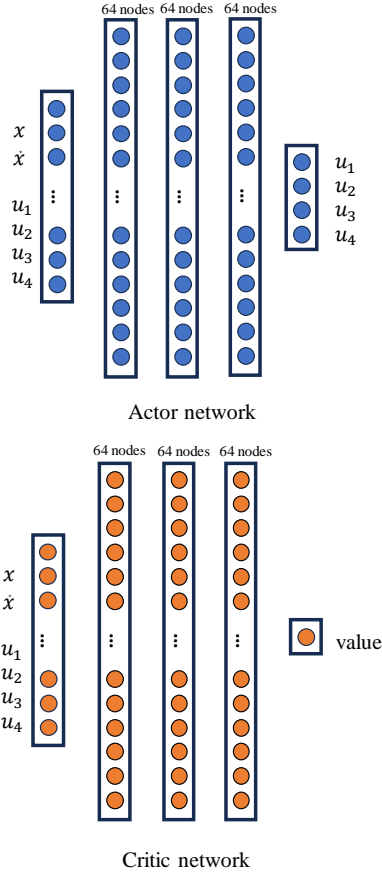 64 nodes 64 nodes 64 nodes
x
ẋ
...
u₁
u₂
u₃
u₄
u₁
u₂
u₃
u₄
Actor network
64 nodes 64 nodes 64 nodes
x
ẋ
...
u₁
u₂
u₃
u₄
value
Critic network